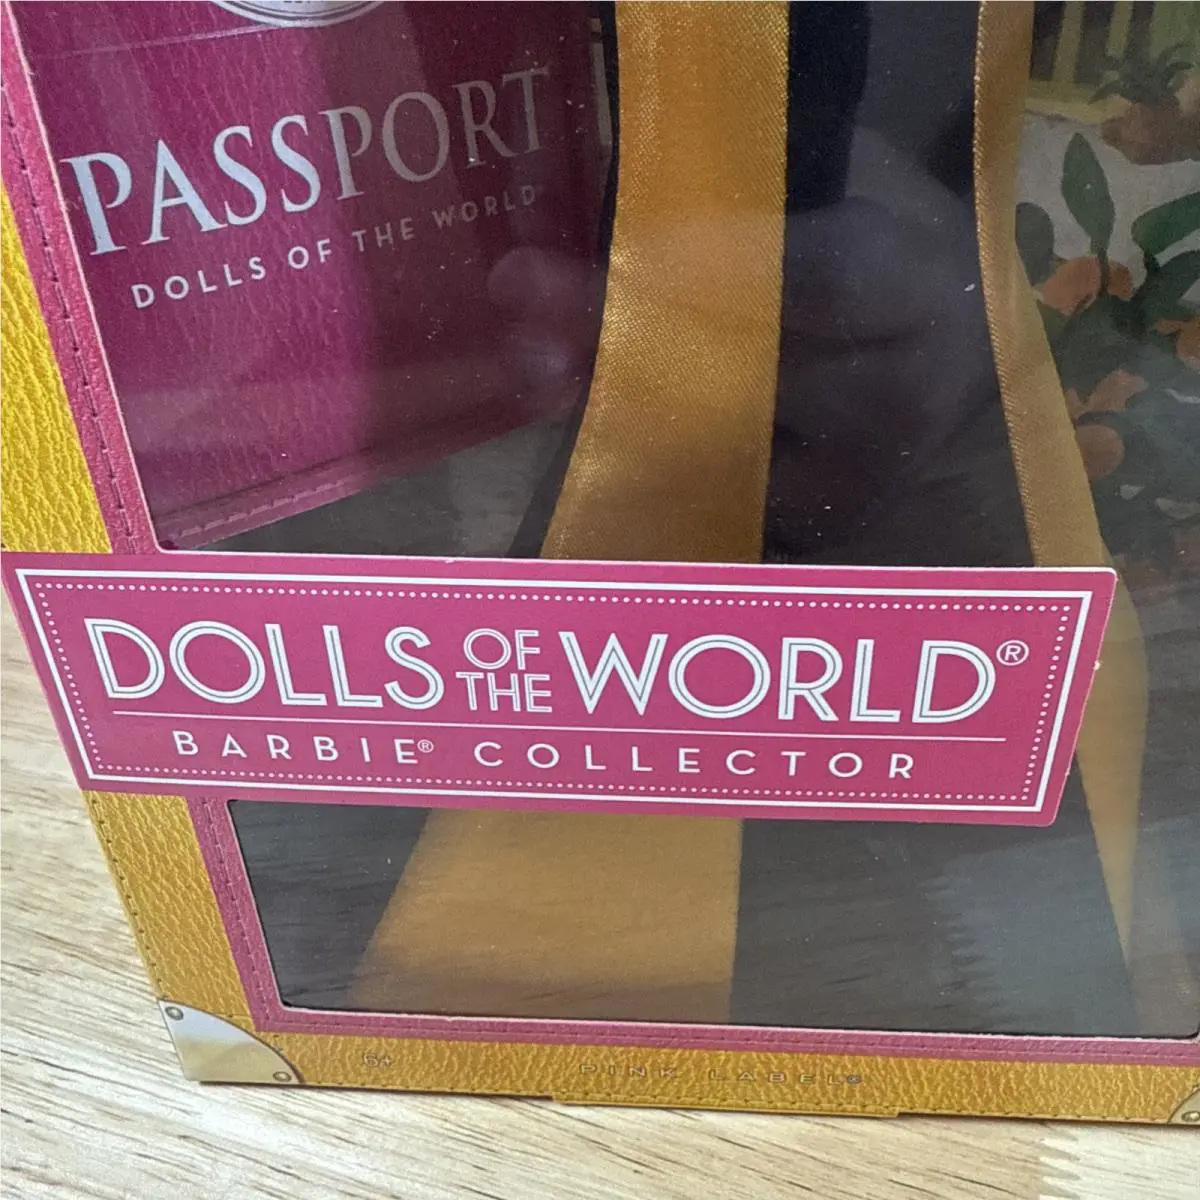 PASSPORT
DOLLS OF THE WORLD
DOLLS OF THE WORLD®
BARBIE® COLLECTOR
6+
PINK LABEL®